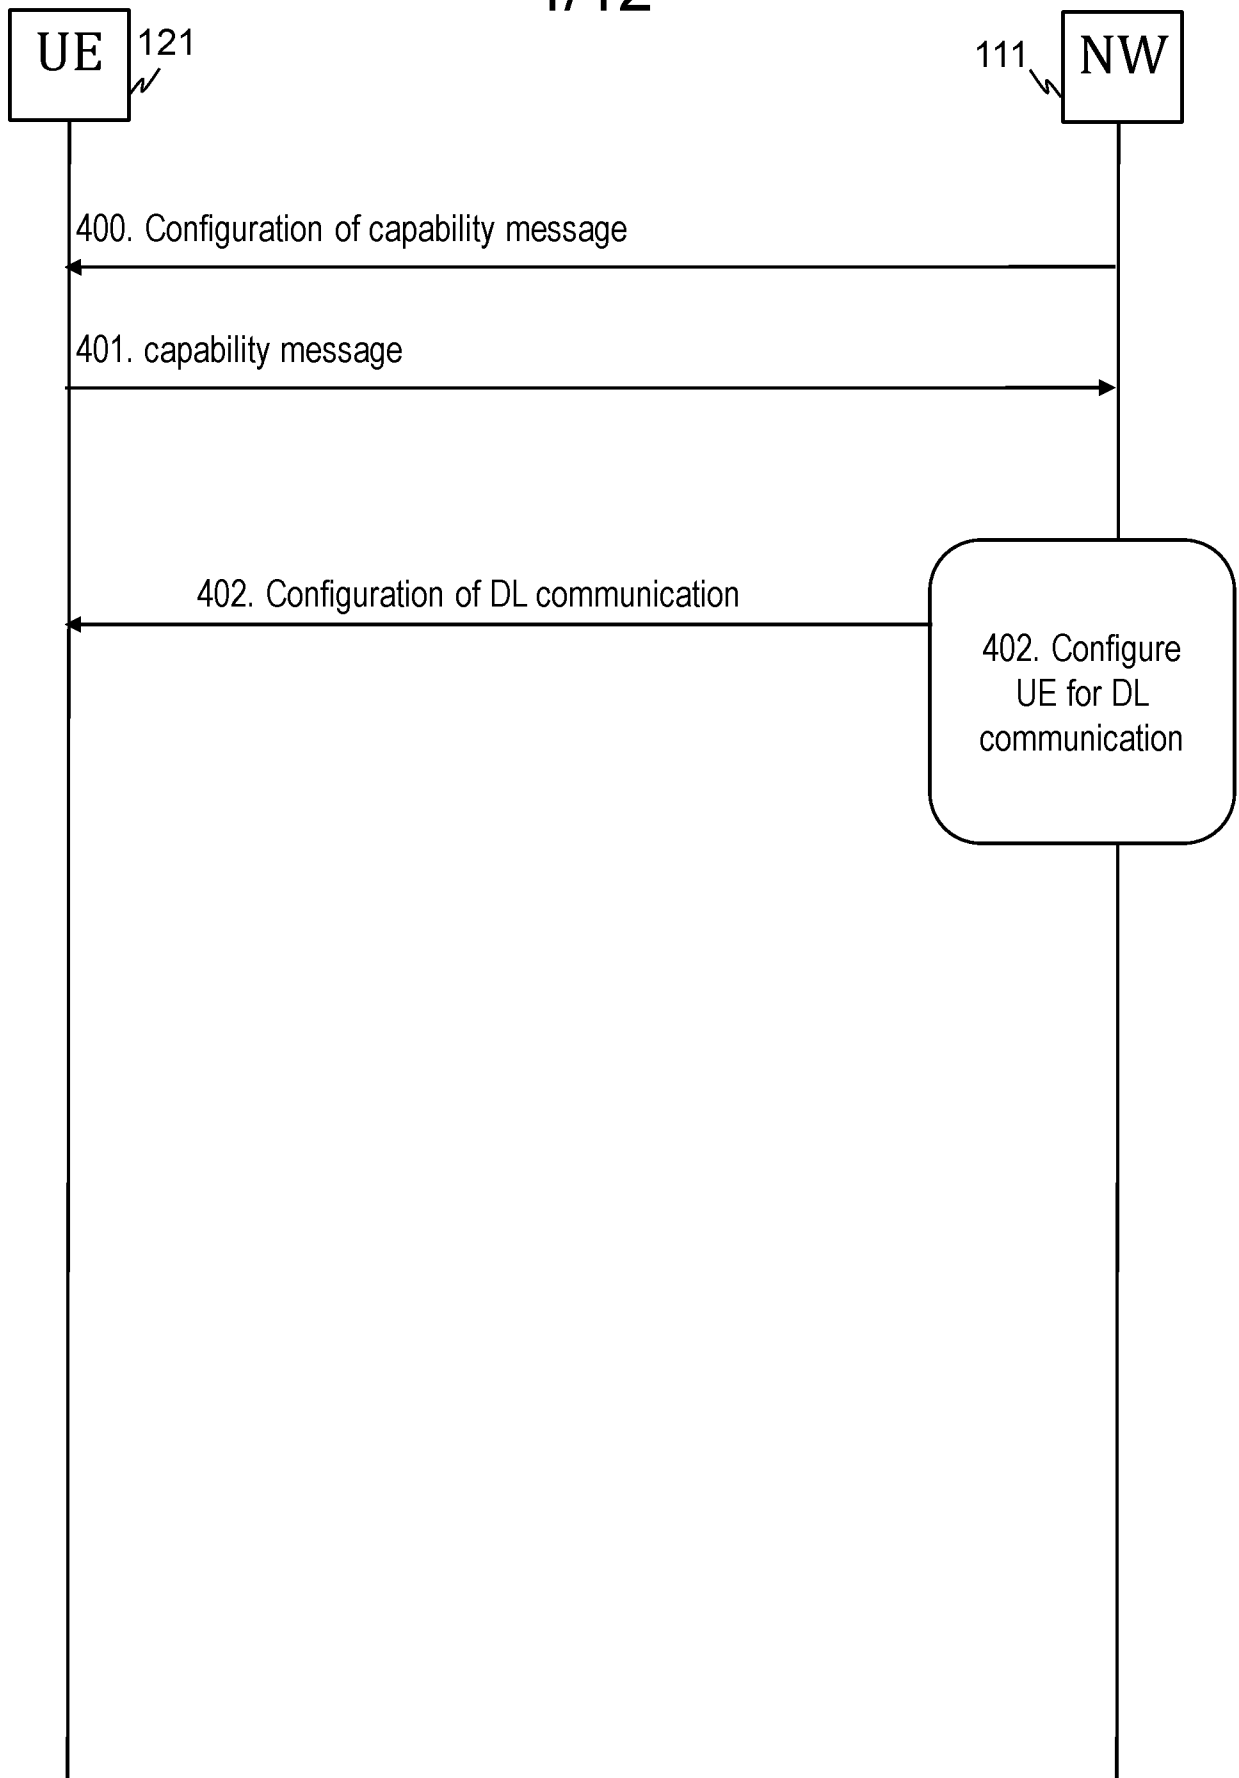 UE
121
111
NW
400. Configuration of capability message
401. capability message
402. Configuration of DL communication
402. Configure
UE for DL
communication